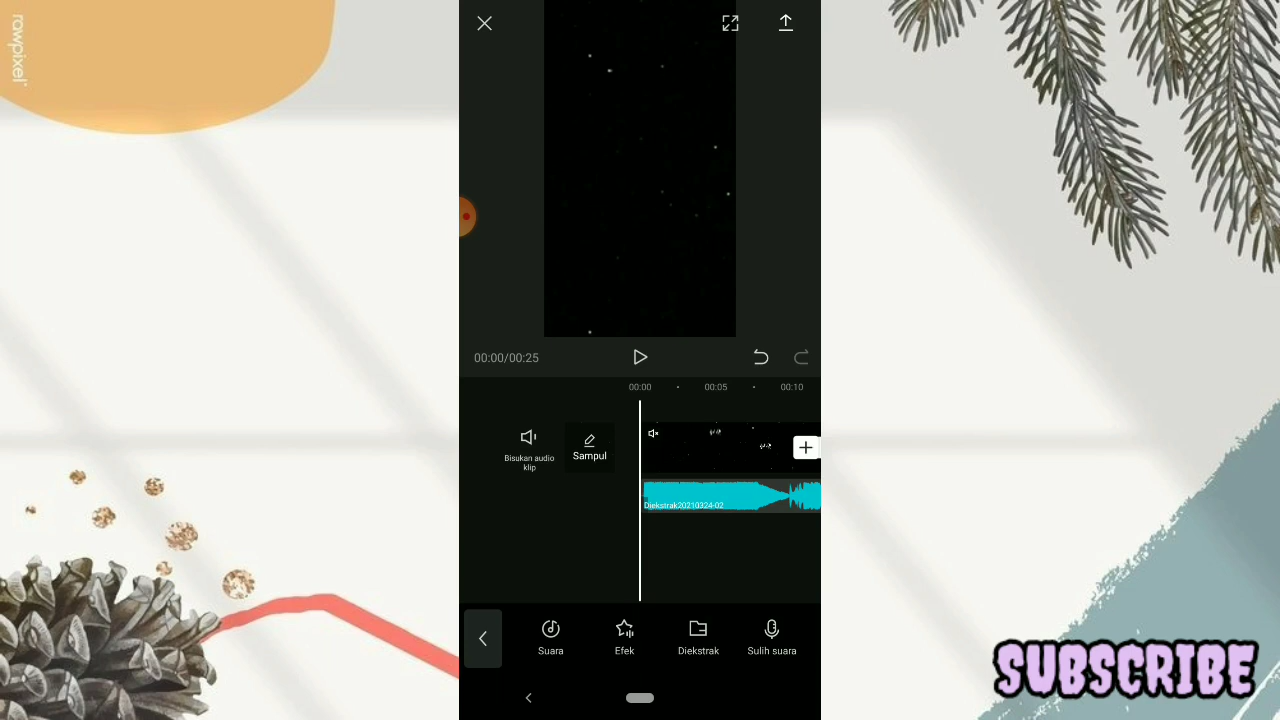 rawpixel
00:00/00:25
00:00
00:05
00:10
Bisukan audio
klip
Sampul
Diekstrak20210324-02
Suara
Efek
Diekstrak
Sulih suara
SUBSCRIBE